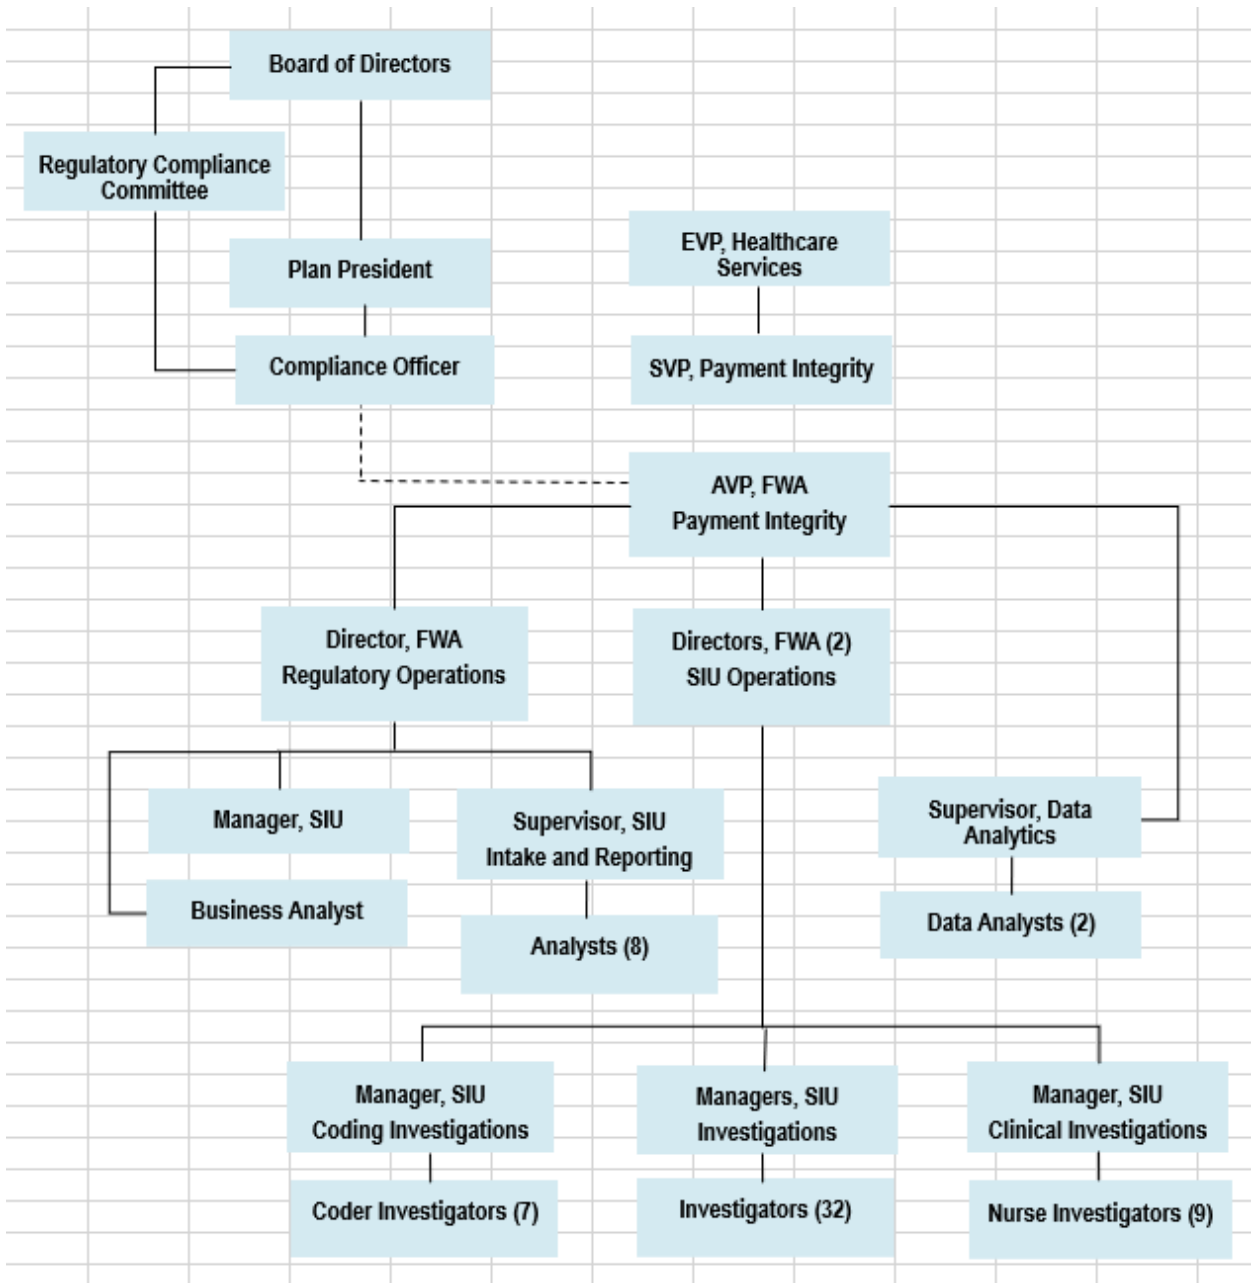 Board of Directors
Regulatory Compliance
Committee
Plan President
Compliance Officer
EVP, Healthcare
Services
SVP, Payment Integrity
AVP, FWA
Payment Integrity
Director, FWA
Regulatory Operations
Directors, FWA (2)
SIU Operations
Manager, SIU
Business Analyst
Supervisor, SIU
Intake and Reporting
Analysts (8)
Supervisor, Data
Analytics
Data Analysts (2)
Manager, SIU
Coding Investigations
Coder Investigators (7)
Managers, SIU
Investigations
Investigators (32)
Manager, SIU
Clinical Investigations
Nurse Investigators (9)